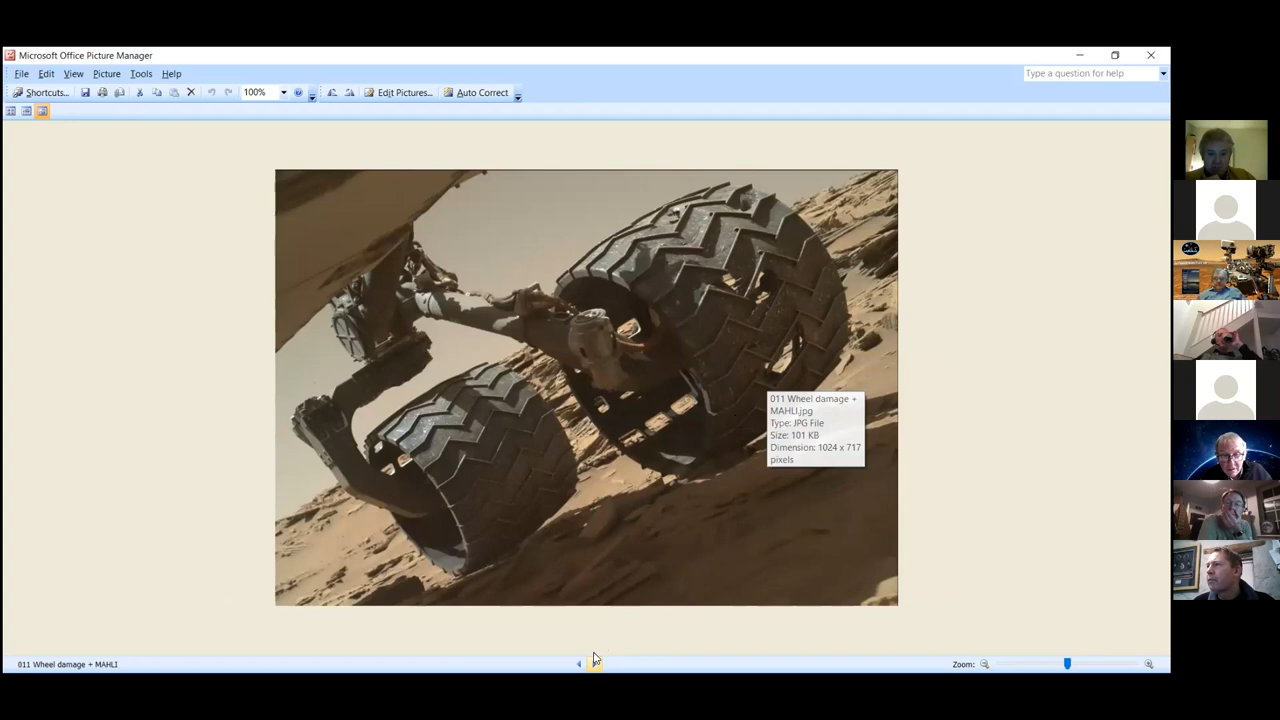 Microsoft Office Picture Manager
File Edit View Picture Tools Help
Type a question for help
Shortcuts...
100%
Edit Pictures...
Auto Correct
011 Wheel damage +
MAHLI.jpg
Type: JPG File
Size: 101 KB
Dimension: 1024 x 717
pixels
011 Wheel damage + MAHLI
Zoom: